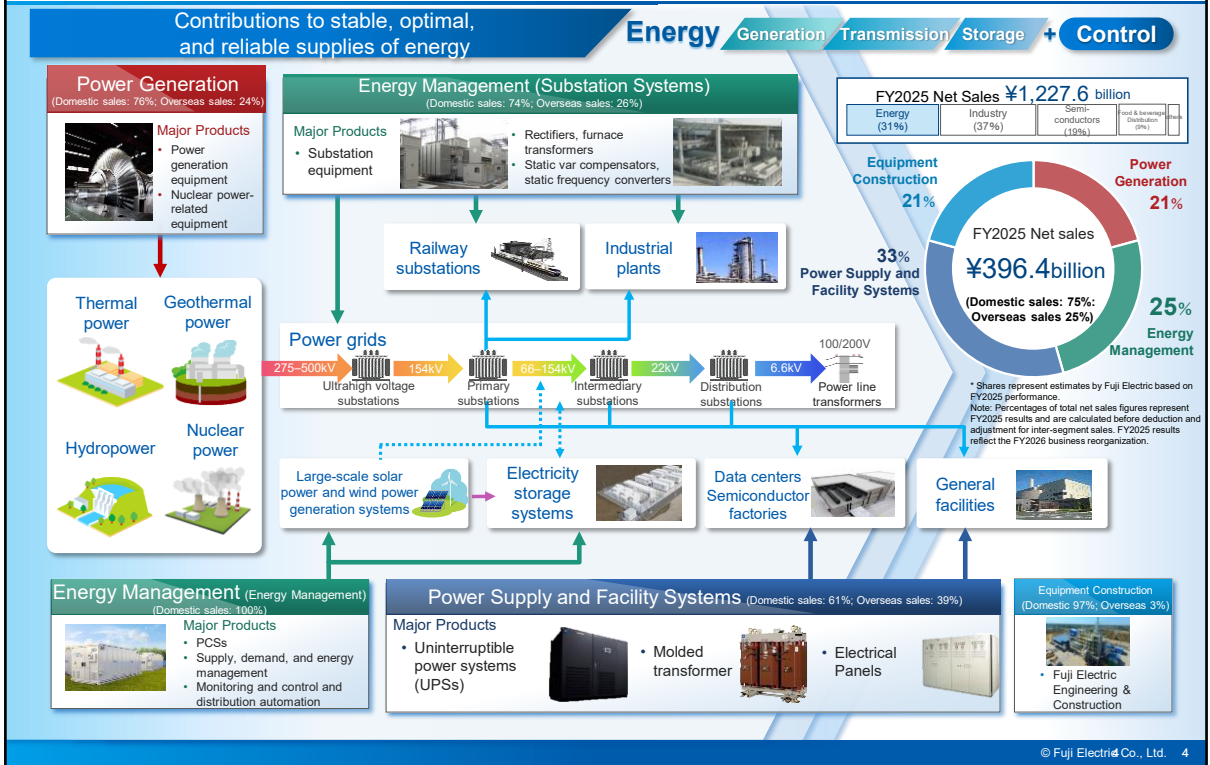 Contributions to stable, optimal,
and reliable supplies of energy
Energy
Generation
Transmission
Storage
+
Control
Power Generation
(Domestic sales: 76%; Overseas sales: 24%)
Major Products
• Power
generation
equipment
• Nuclear power-
related
equipment
Energy Management (Substation Systems)
(Domestic sales: 74%; Overseas sales: 26%)
Major Products
• Substation
equipment
• Rectifiers, furnace
transformers
• Static var compensators,
static frequency converters
FY2025 Net Sales ¥1,227.6 billion
Energy
(31%)
Industry
(37%)
Semi-
conductors
(19%)
Food & beverage
Distribution
(9%)
Others
Equipment
Construction
21%
Power
Generation
21%
33%
Power Supply and
Facility Systems
25%
Energy
Management
FY2025 Net sales
¥396.4billion
(Domestic sales: 75%:
Overseas sales 25%)
* Shares represent estimates by Fuji Electric based on
FY2025 performance.
Note: Percentages of total net sales figures represent
FY2025 results and are calculated before deduction and
adjustment for inter-segment sales. FY2025 results
reflect the FY2026 business reorganization.
Railway
substations
Industrial
plants
Thermal
power
Geothermal
power
Hydropower
Nuclear
power
Power grids
275–500kV
154kV
66–154kV
22kV
6.6kV
100/200V
Ultrahigh voltage
substations
Primary
substations
Intermediary
substations
Distribution
substations
Power line
transformers
Large-scale solar
power and wind power
generation systems
Electricity
storage
systems
Data centers
Semiconductor
factories
General
facilities
Energy Management (Energy Management)
(Domestic sales: 100%)
Major Products
• PCSs
• Supply, demand, and energy
management
• Monitoring and control and
distribution automation
Power Supply and Facility Systems (Domestic sales: 61%; Overseas sales: 39%)
Major Products
• Uninterruptible
power systems
(UPSs)
• Molded
transformer
• Electrical
Panels
Equipment Construction
(Domestic 97%; Overseas 3%)
• Fuji Electric
Engineering &
Construction
© Fuji Electric Co., Ltd. 4
4